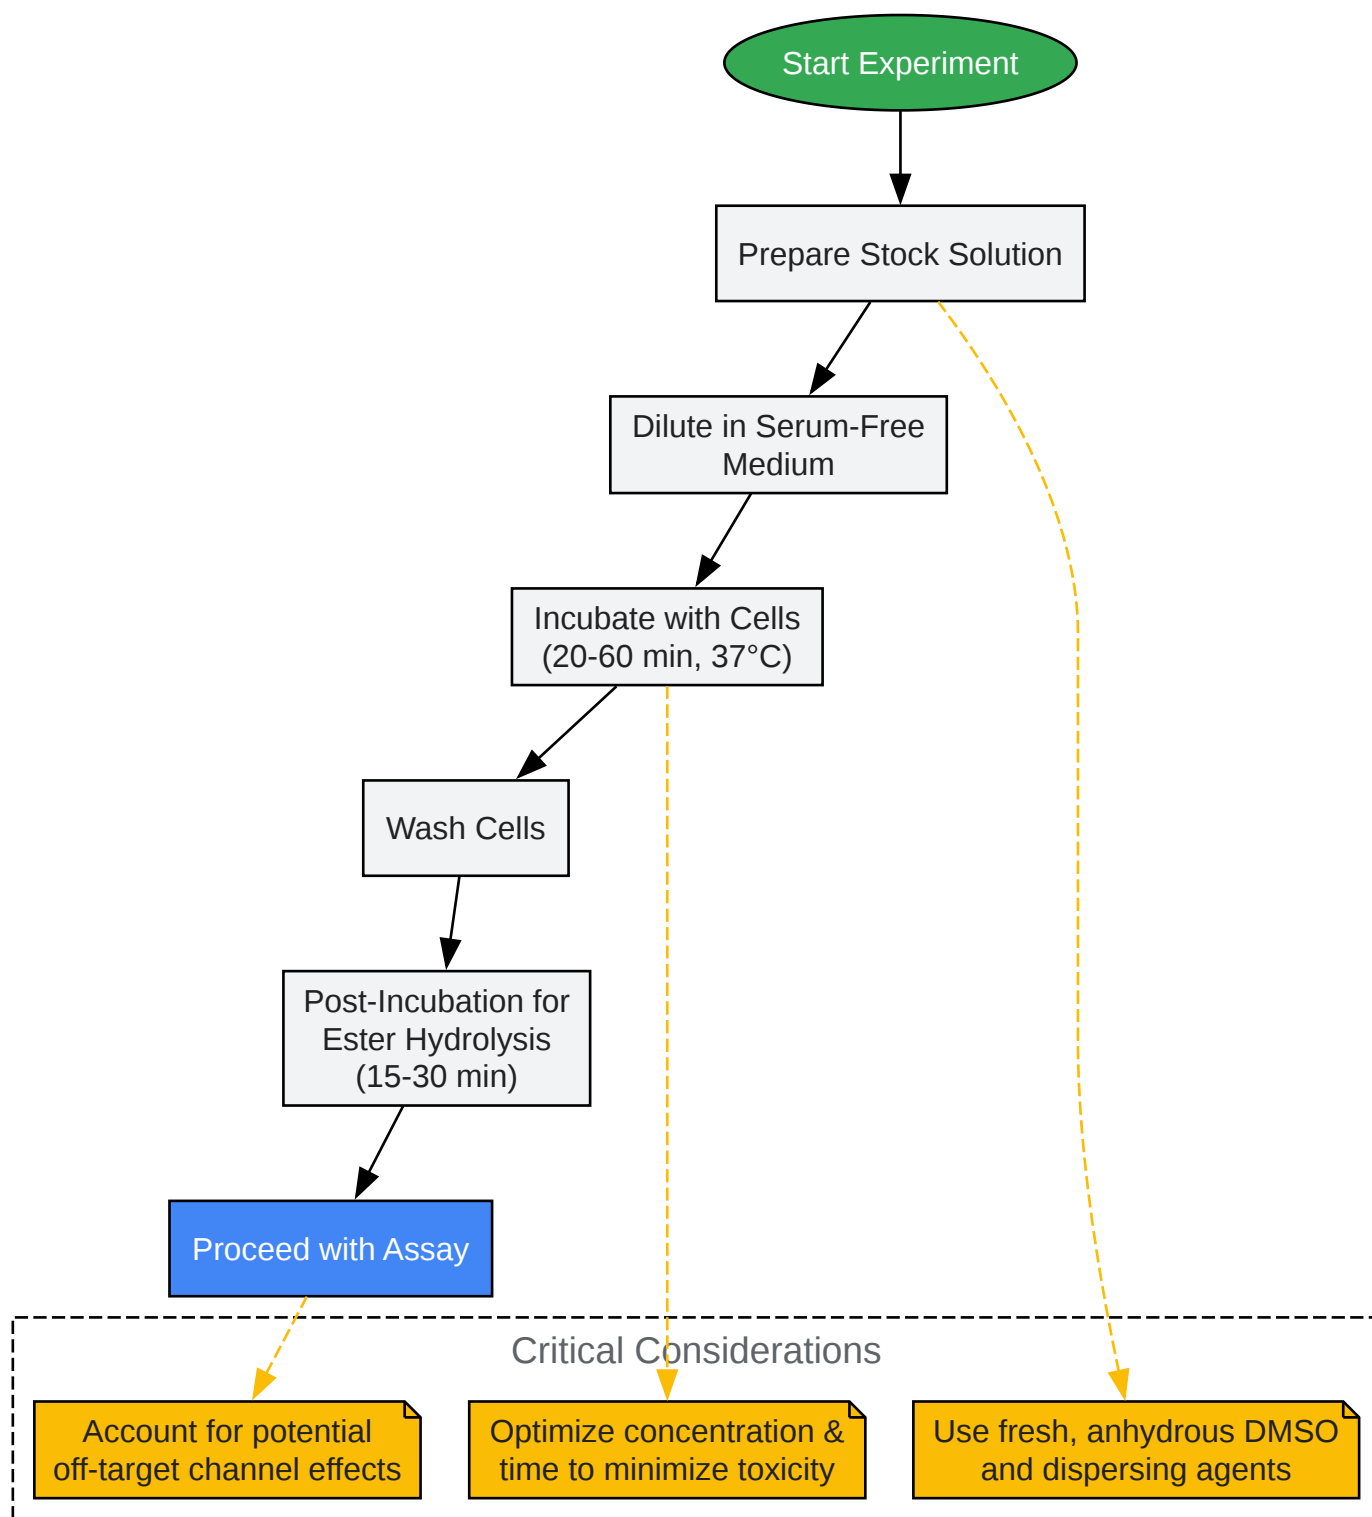 Start Experiment
Prepare Stock Solution
Dilute in Serum-Free
Medium
Incubate with Cells
(20-60 min, 37°C)
Wash Cells
Post-Incubation for
Ester Hydrolysis
(15-30 min)
Proceed with Assay
Critical Considerations
Account for potential
off-target channel effects
Optimize concentration &
time to minimize toxicity
Use fresh, anhydrous DMSO
and dispersing agents